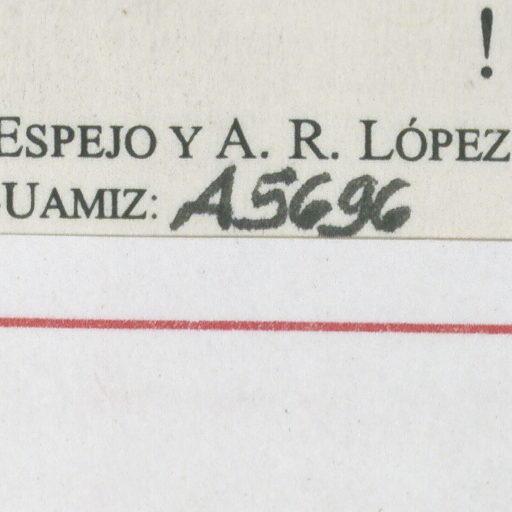 !
ESPEJO Y A. R. LÓPEZ
UAMIZ: A5696